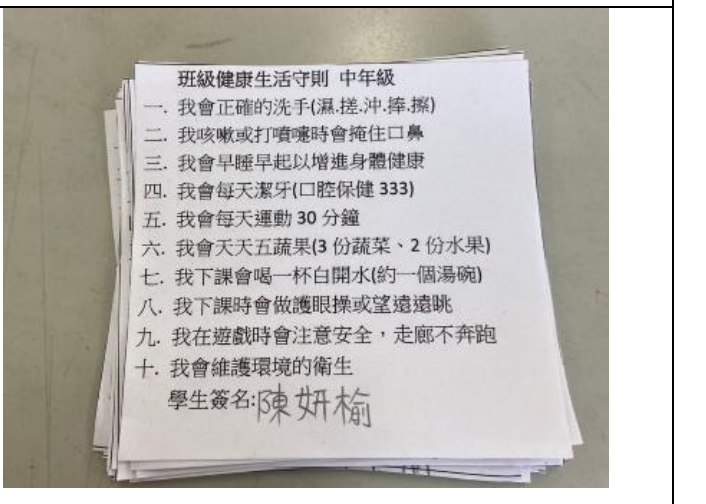 班級健康生活守則 中年級
一. 我會正確的洗手(濕.搓.沖.捧.擦)
二. 我咳嗽或打噴嚏時會掩住口鼻
三. 我會早睡早起以增進身體健康
四. 我會每天潔牙(口腔保健 333)
五. 我會每天運動 30 分鐘
六. 我會天天五蔬果(3 份蔬菜、2 份水果)
七. 我下課會喝一杯白開水(約一個湯碗)
八. 我下課時會做護眼操或望遠遠眺
九. 我在遊戲時會注意安全，走廊不奔跑
十. 我會維護環境的衛生
學生簽名:陳妍榆